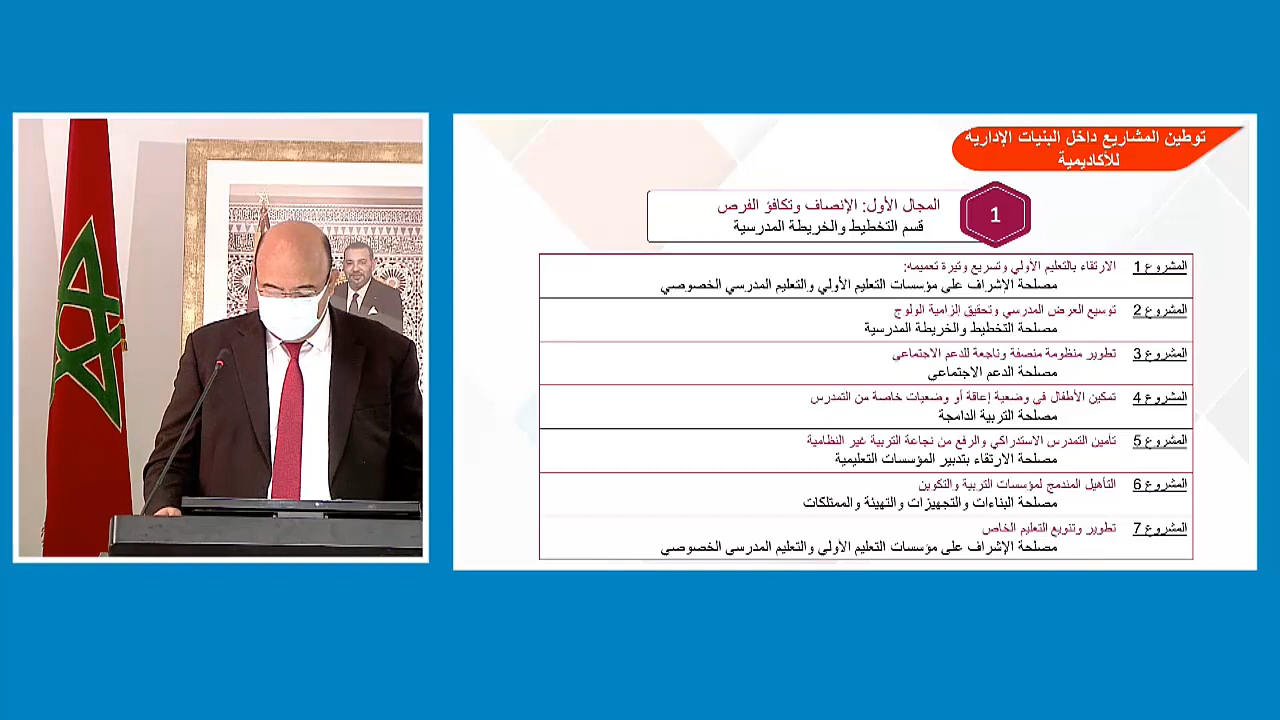 توطين المشاريع داخل البنيات الإدارية
للأكاديمية
1
المجال الأول: الإنصاف وتكافؤ الفرص
قسم التخطيط والخريطة المدرسية
المشروع 1 الارتقاء بالتعليم الأولي وتسريع وتيرة تعميمه:
مصلحة الإشراف على مؤسسات التعليم الأولي والتعليم المدرسي الخصوصي
المشروع 2 توسيع العرض المدرسي وتحقيق إلزامية الولوج
مصلحة التخطيط والخريطة المدرسية
المشروع 3 تطوير منظومة منصفة وناجعة للدعم الاجتماعي
مصلحة الدعم الاجتماعي
المشروع 4 تمكين الأطفال في وضعية إعاقة أو وضعيات خاصة من التمدرس
مصلحة التربية الدامجة
المشروع 5 تأمين التمدرس الاستدراكي والرفع من نجاعة التربية غير النظامية
مصلحة الارتقاء بتدبير المؤسسات التعليمية
المشروع 6 التأهيل المندمج لمؤسسات التربية والتكوين
مصلحة البناءات والتجهيزات والتهيئة والممتلكات
المشروع 7 تطوير وتنويع التعليم الخاص
مصلحة الإشراف على مؤسسات التعليم الأولي والتعليم المدرسي الخصوصي